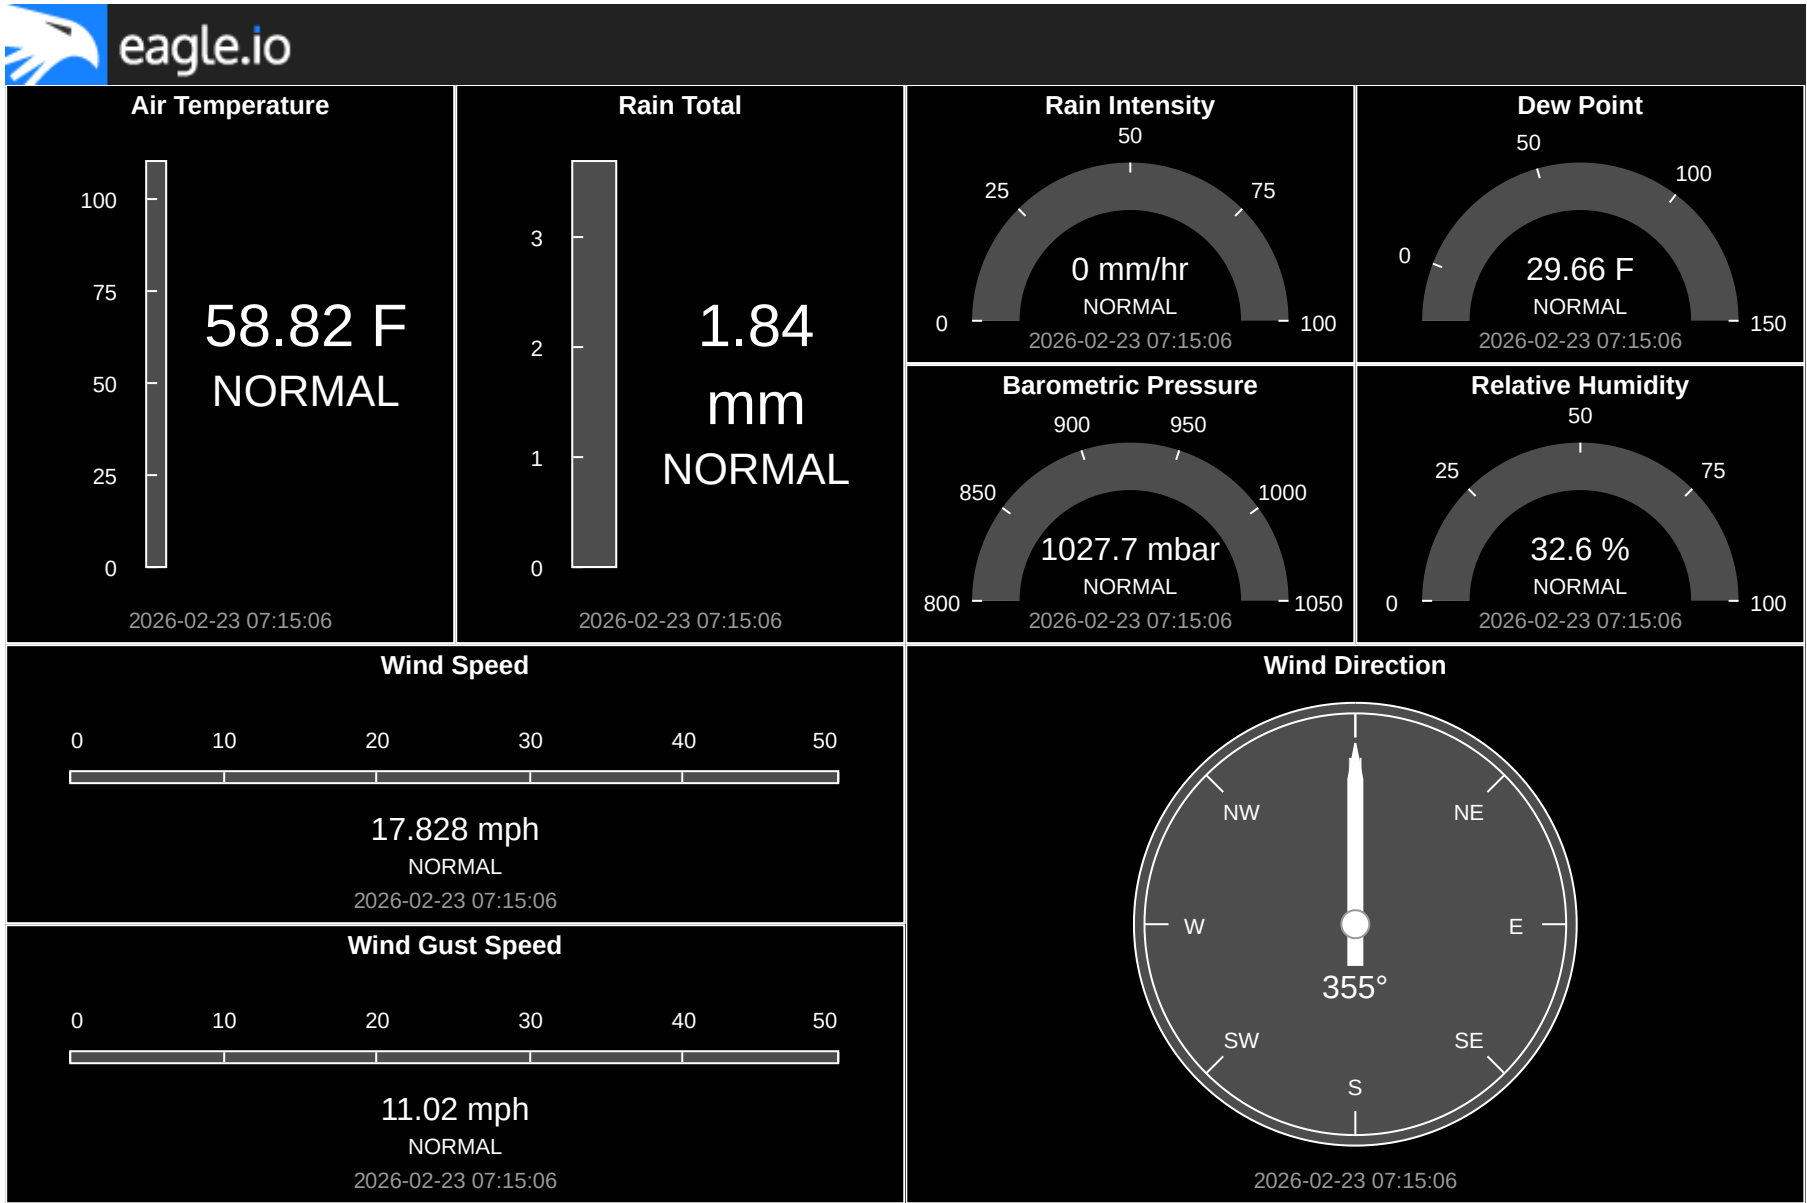 eagle.io
Air Temperature
100
75
50
25
0
58.82 F
NORMAL
2026-02-23 07:15:06
Rain Total
3
2
1
0
1.84
mm
NORMAL
2026-02-23 07:15:06
Rain Intensity
50
25
75
0
100
0 mm/hr
NORMAL
2026-02-23 07:15:06
Dew Point
50
100
0
150
29.66 F
NORMAL
2026-02-23 07:15:06
Barometric Pressure
900
950
850
1000
800
1050
1027.7 mbar
NORMAL
2026-02-23 07:15:06
Relative Humidity
50
25
75
0
100
32.6 %
NORMAL
2026-02-23 07:15:06
Wind Speed
0 10 20 30 40 50
17.828 mph
NORMAL
2026-02-23 07:15:06
Wind Gust Speed
0 10 20 30 40 50
11.02 mph
NORMAL
2026-02-23 07:15:06
Wind Direction
NW NE
W E
355°
SW SE
S
2026-02-23 07:15:06